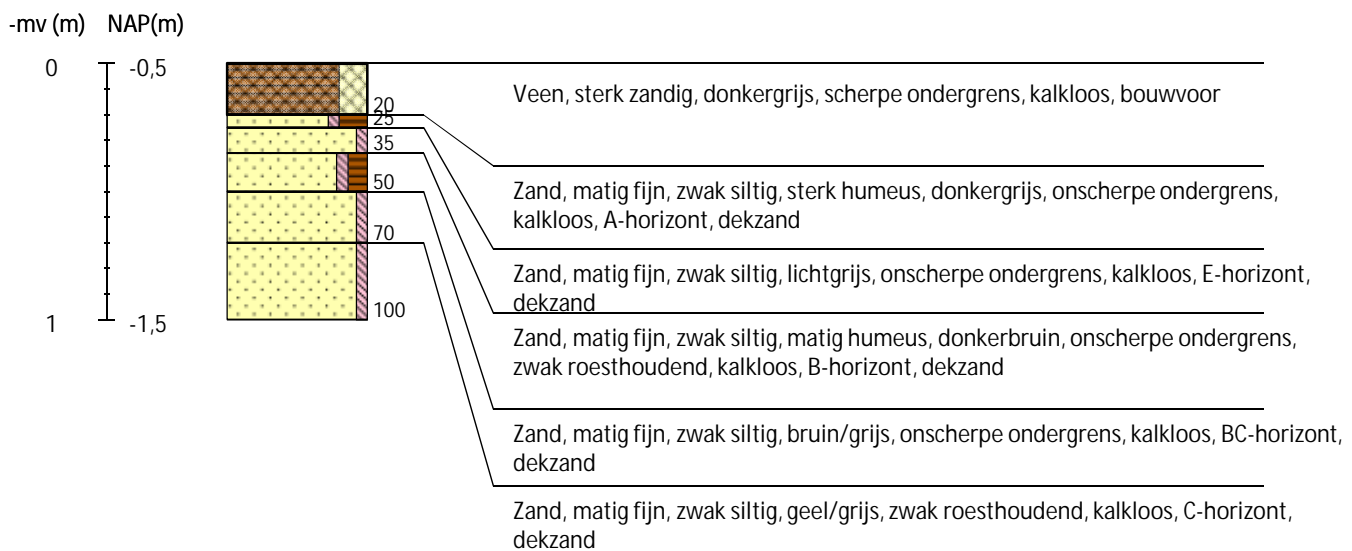 -mv (m) NAP(m)
0 -0,5
Veen, sterk zandig, donkergrijs, scherpe ondergrens, kalkloos, bouwvoor
20
25
35
50
70
100
1 -1,5
Zand, matig fijn, zwak siltig, sterk humeus, donkergrijs, onscherpe ondergrens,
kalkloos, A-horizont, dekzand
Zand, matig fijn, zwak siltig, lichtgrijs, onscherpe ondergrens, kalkloos, E-horizont,
dekzand
Zand, matig fijn, zwak siltig, matig humeus, donkerbruin, onscherpe ondergrens,
zwak roesthoudend, kalkloos, B-horizont, dekzand
Zand, matig fijn, zwak siltig, bruin/grijs, onscherpe ondergrens, kalkloos, BC-horizont,
dekzand
Zand, matig fijn, zwak siltig, geel/grijs, zwak roesthoudend, kalkloos, C-horizont,
dekzand